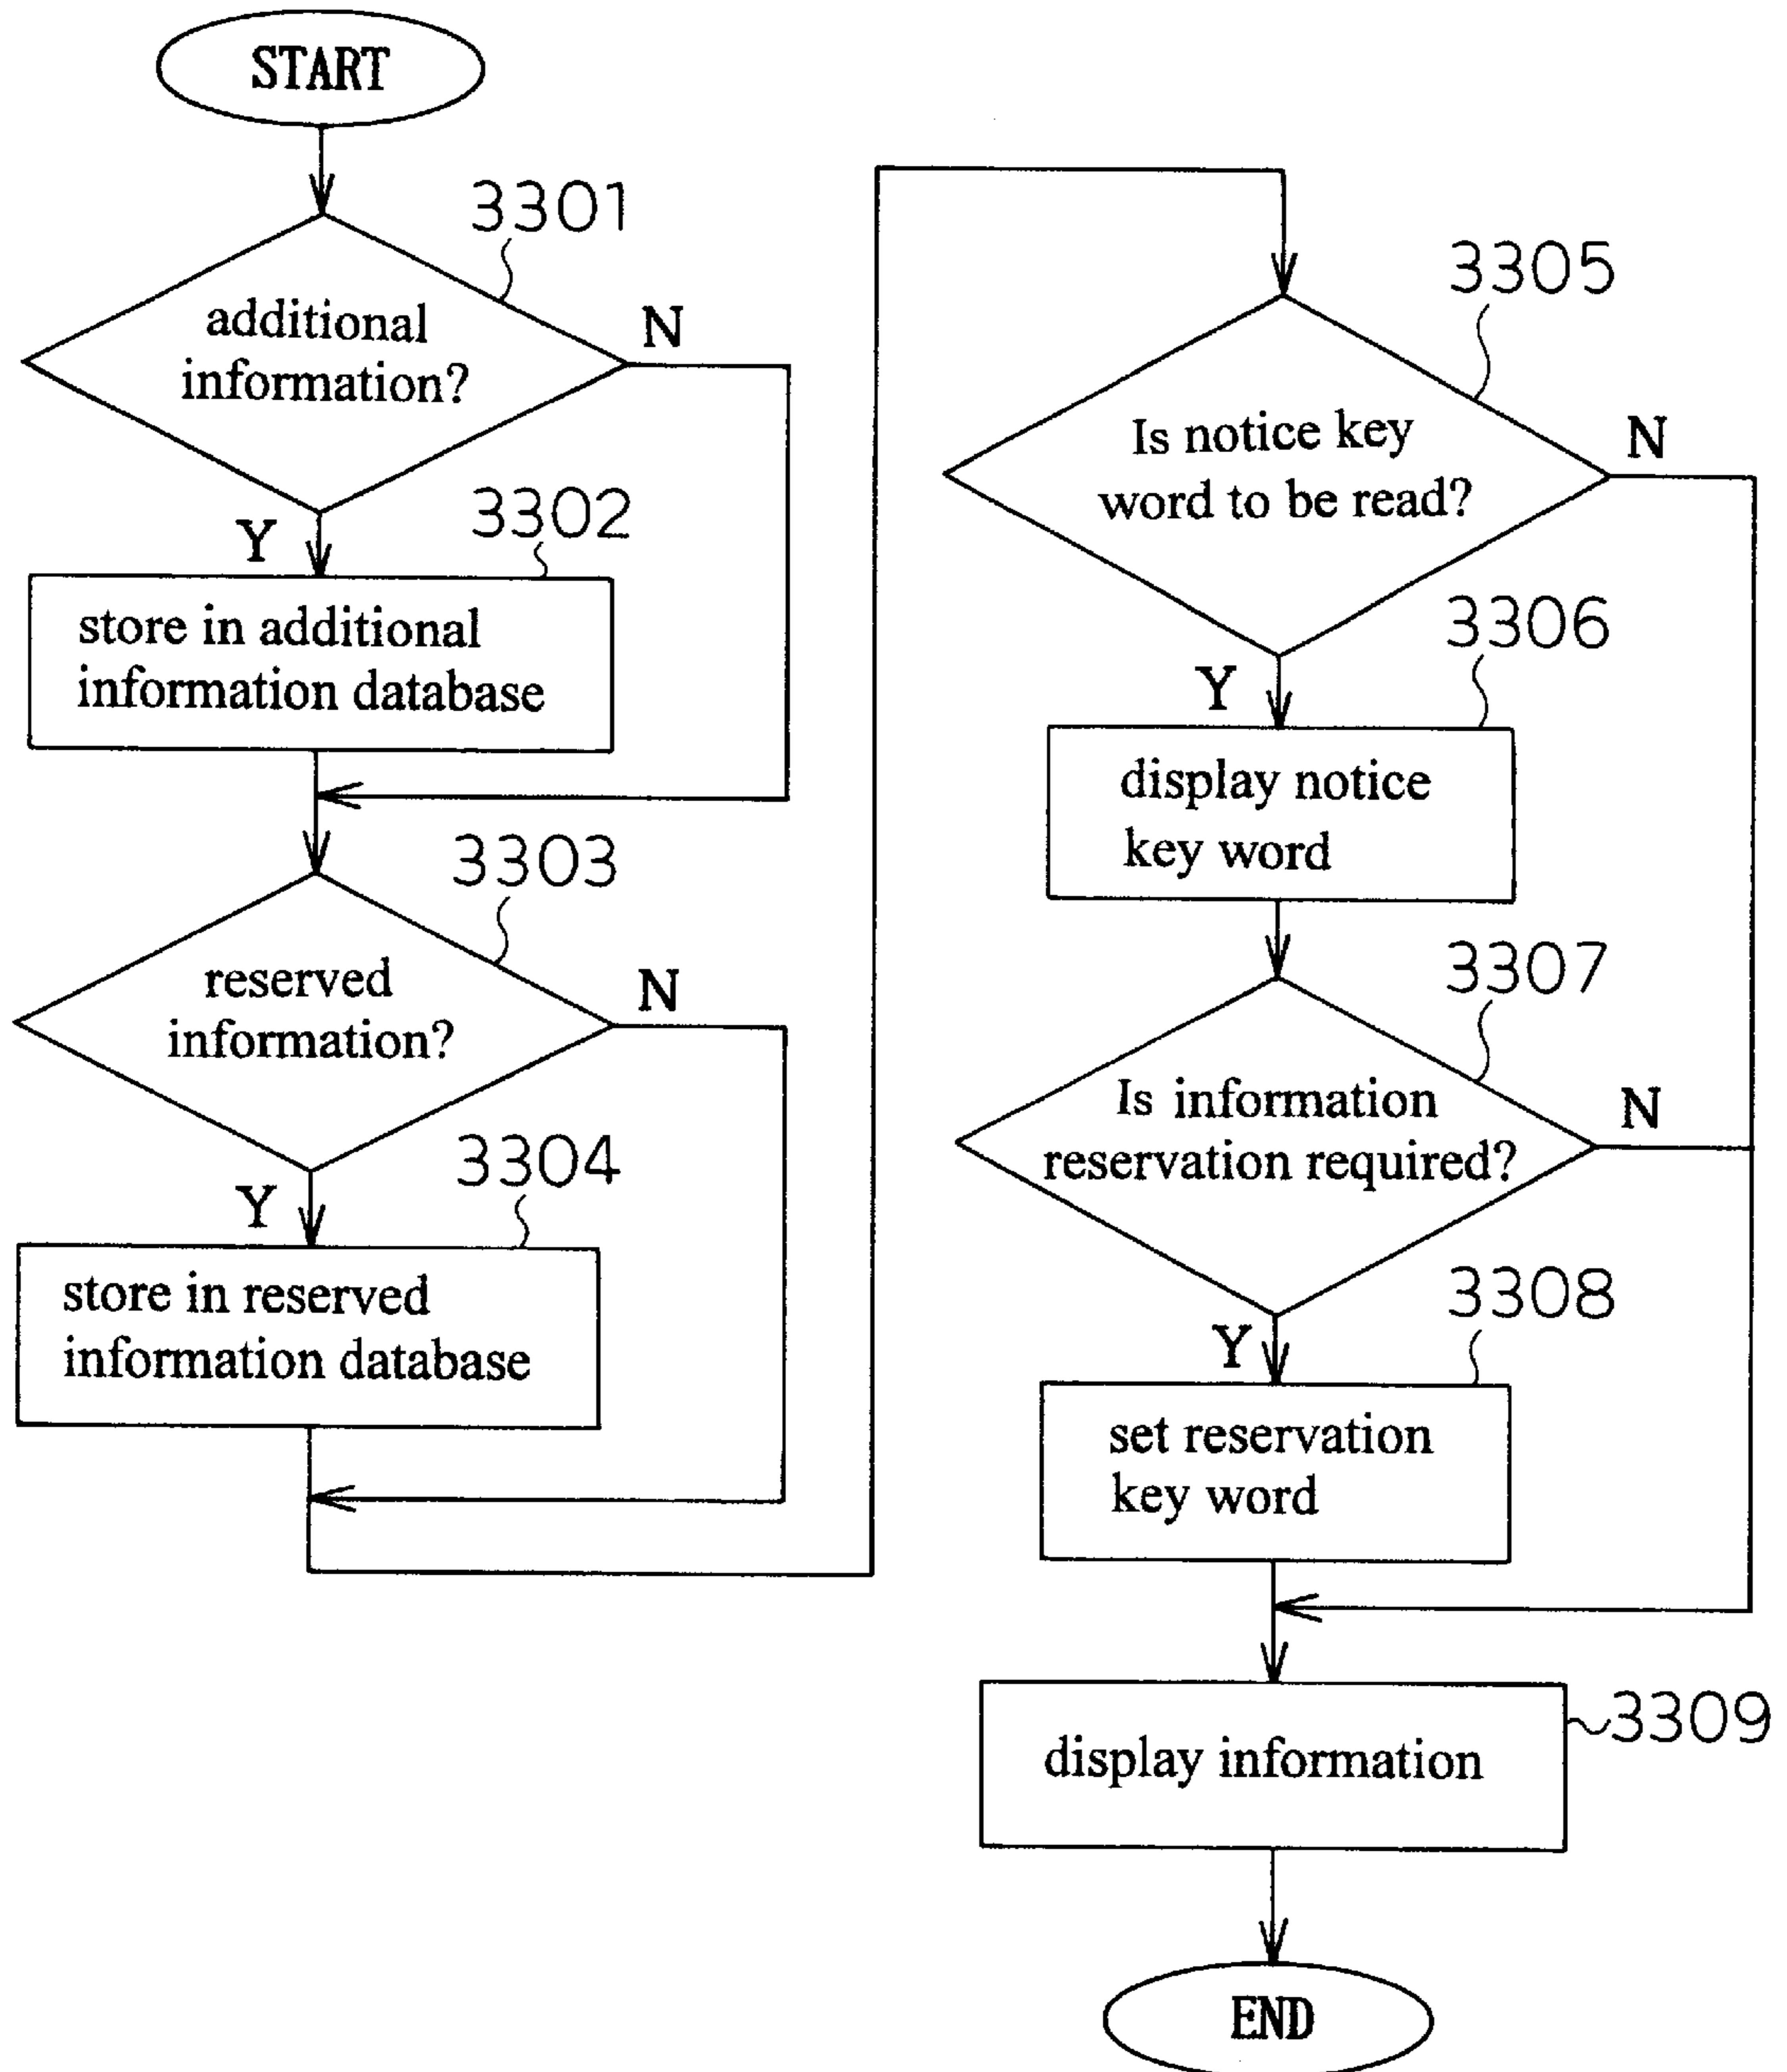 START
3301
additional
information?
N
Y
3302
store in additional
information database
3303
reserved
information?
N
Y
3304
store in reserved
information database
3305
Is notice key
word to be read?
N
Y
3306
display notice
key word
3307
Is information
reservation required?
N
Y
3308
set reservation
key word
display information
3309
END